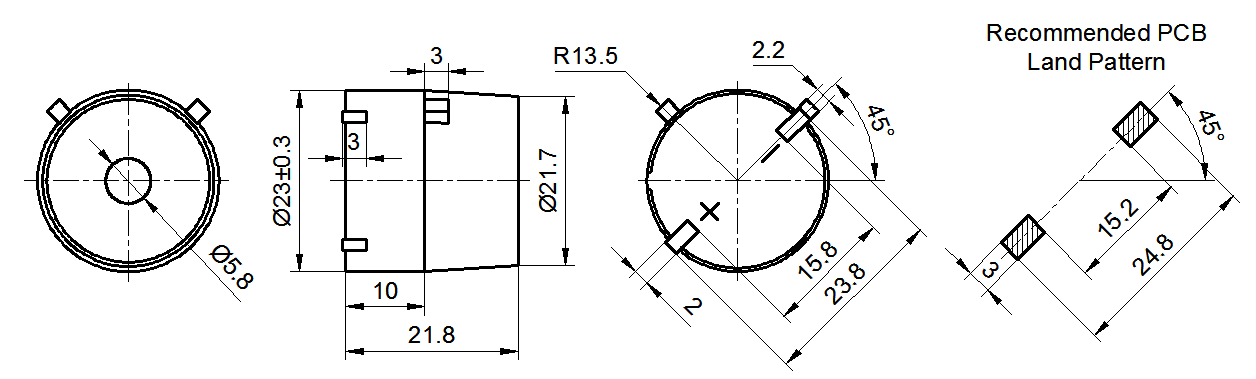 Recommended PCB
Land Pattern
Ø5.8
3
3
Ø23±0.3
Ø21.7
10
21.8
R13.5
2.2
45°
15.8
23.8
2
45°
15.2
24.8
3